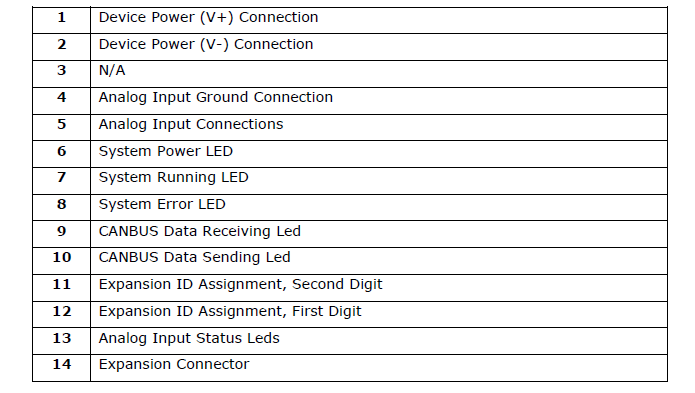 1 Device Power (V+) Connection
2 Device Power (V-) Connection
3 N/A
4 Analog Input Ground Connection
5 Analog Input Connections
6 System Power LED
7 System Running LED
8 System Error LED
9 CANBUS Data Receiving Led
10 CANBUS Data Sending Led
11 Expansion ID Assignment, Second Digit
12 Expansion ID Assignment, First Digit
13 Analog Input Status Leds
14 Expansion Connector